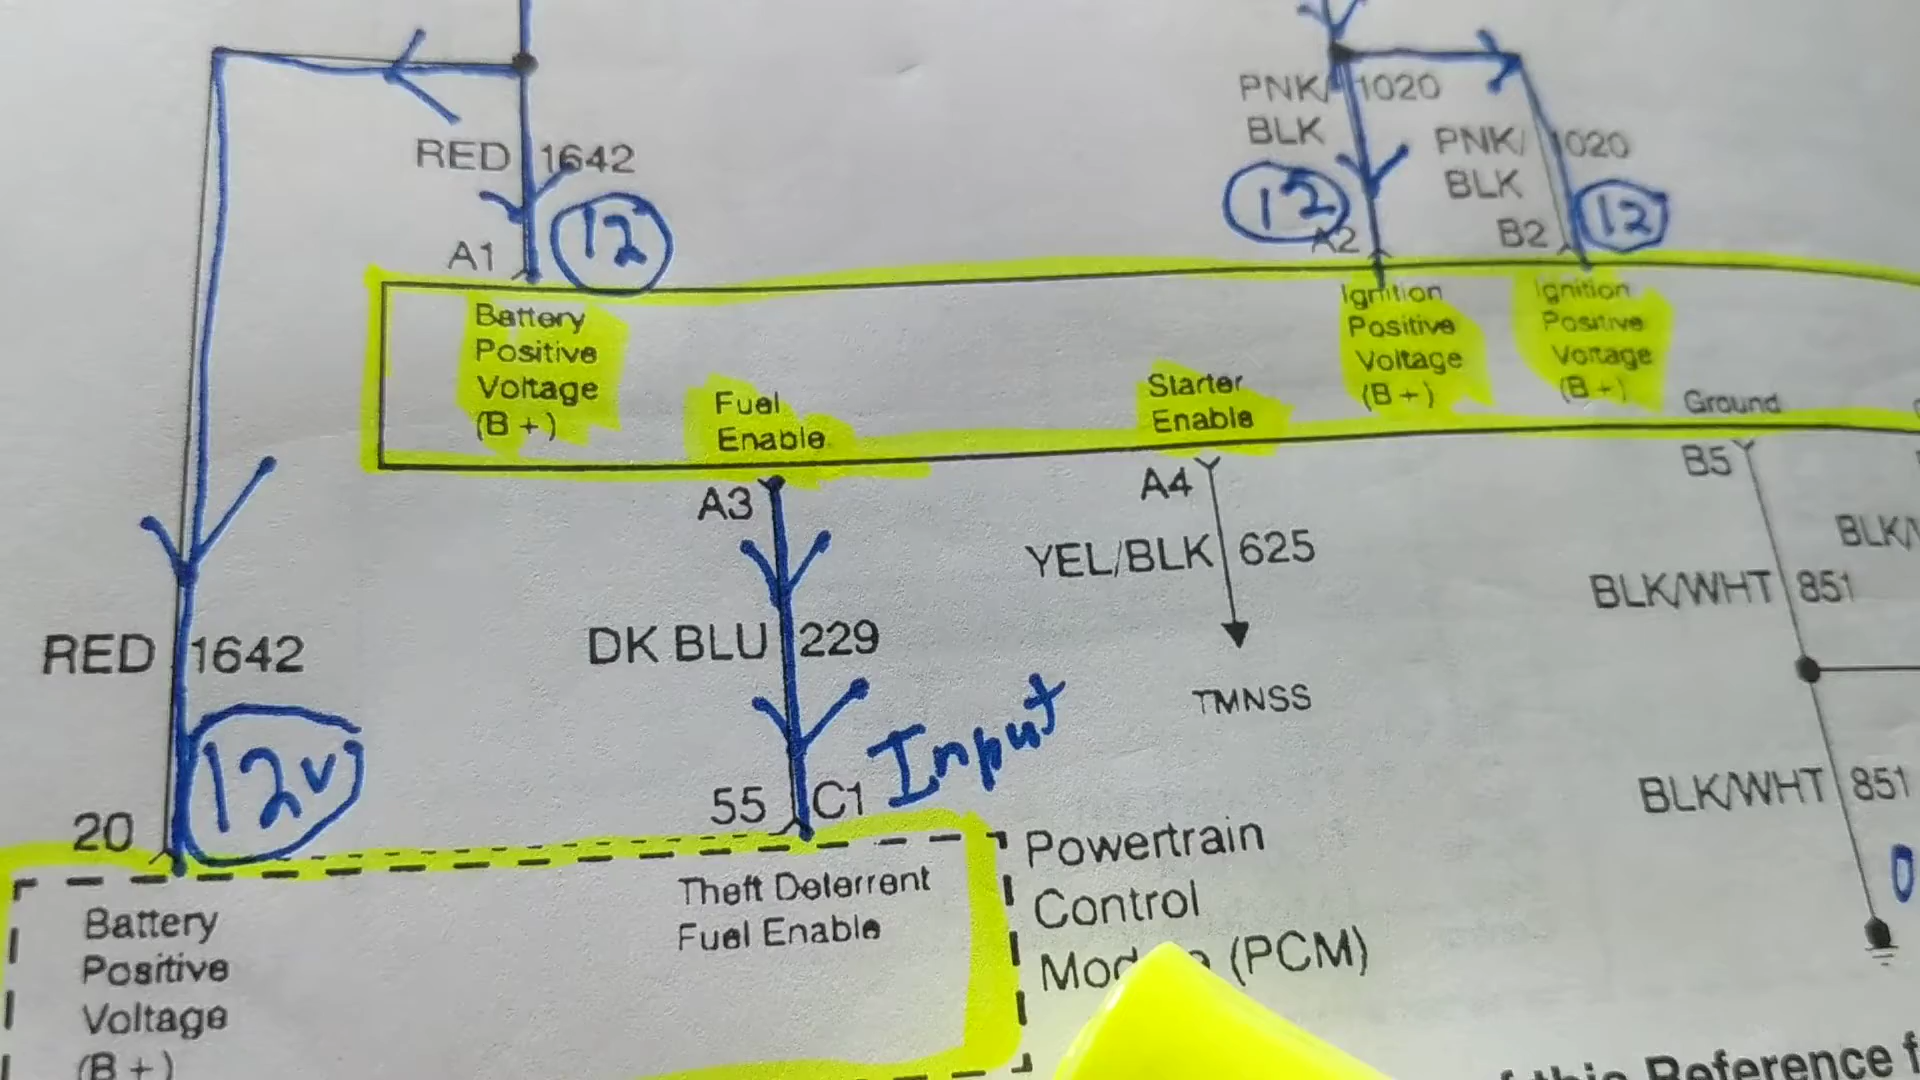 PNK/ 1020
BLK
PNK/ 1020
BLK
RED 1642
12
12
12
A1
A2
B2
Battery
Positive
Voltage
(B +)
Fuel
Enable
Starter
Enable
Ignition
Positive
Voltage
(B +)
Ignition
Positive
Voltage
(B +)
Ground
A3
A4
B5
YEL/BLK 625
BLK/
BLK/WHT 851
RED 1642
DK BLU 229
TMNSS
Input
12V
BLK/WHT 851
20
55 C1
0
Battery
Positive
Voltage
(B +)
Theft Deterrent
Fuel Enable
Powertrain
Control
(PCM)
this Reference f